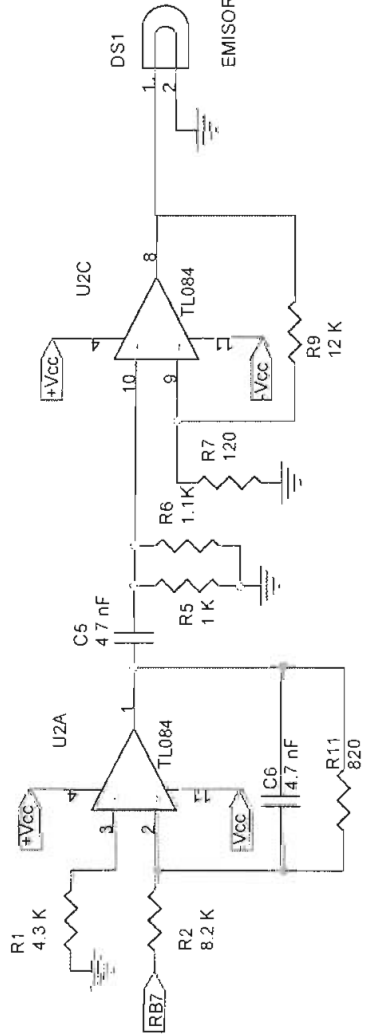 RB7
R1
4.3 K
R2
8.2 K
+Vcc
4
3
2
1
11
-Vcc
U2A
TL084
C6
4.7 nF
R11
820
C5
4 7 nF
R5
1 K
R6
1.1K
R7
120
+Vcc
4
10
9
8
11
-Vcc
U2C
TL084
R9
12 K
DS1
1
2
EMISOR